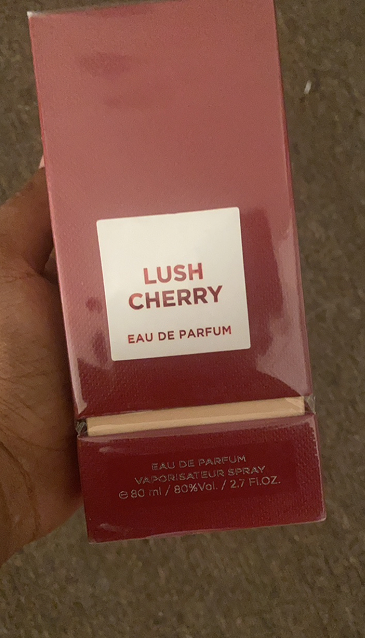 LUSH
CHERRY
EAU DE PARFUM
EAU DE PARFUM
VAPORISATEUR SPRAY
℮ 80 ml / 80%Vol. / 2.7 Fl.OZ.